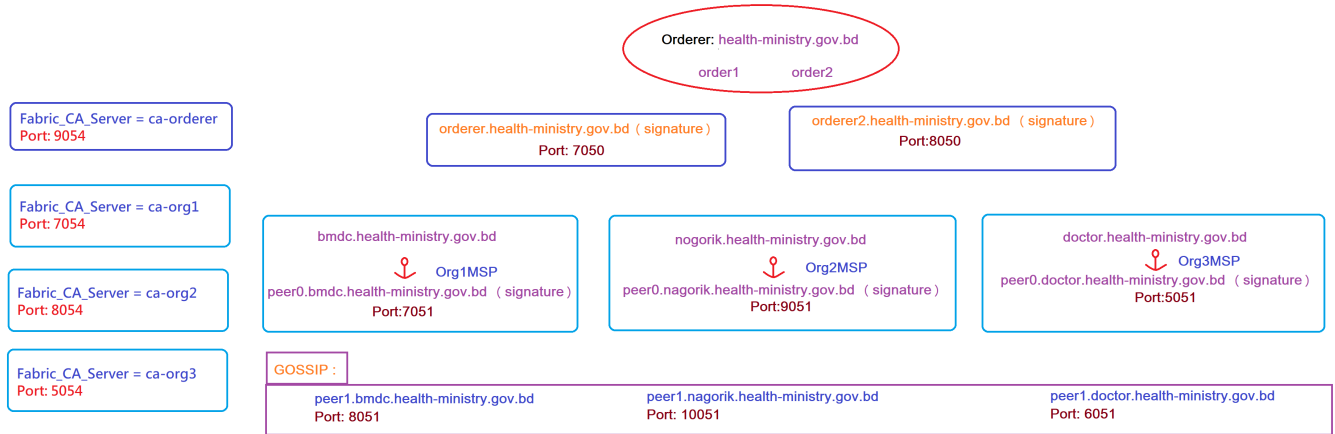 Orderer: health-ministry.gov.bd
order1 order2
Fabric_CA_Server = ca-orderer
Port: 9054
orderer.health-ministry.gov.bd ( signature )
Port: 7050
orderer2.health-ministry.gov.bd ( signature )
Port:8050
Fabric_CA_Server = ca-org1
Port: 7054
Fabric_CA_Server = ca-org2
Port: 8054
Fabric_CA_Server = ca-org3
Port: 5054
bmdc.health-ministry.gov.bd
Org1MSP
peer0.bmdc.health-ministry.gov.bd ( signature )
Port:7051
nogorik.health-ministry.gov.bd
Org2MSP
peer0.nagorik.health-ministry.gov.bd ( signature )
Port:9051
doctor.health-ministry.gov.bd
Org3MSP
peer0.doctor.health-ministry.gov.bd ( signature )
Port:5051
GOSSIP :
peer1.bmdc.health-ministry.gov.bd
Port: 8051
peer1.nagorik.health-ministry.gov.bd
Port: 10051
peer1.doctor.health-ministry.gov.bd
Port: 6051